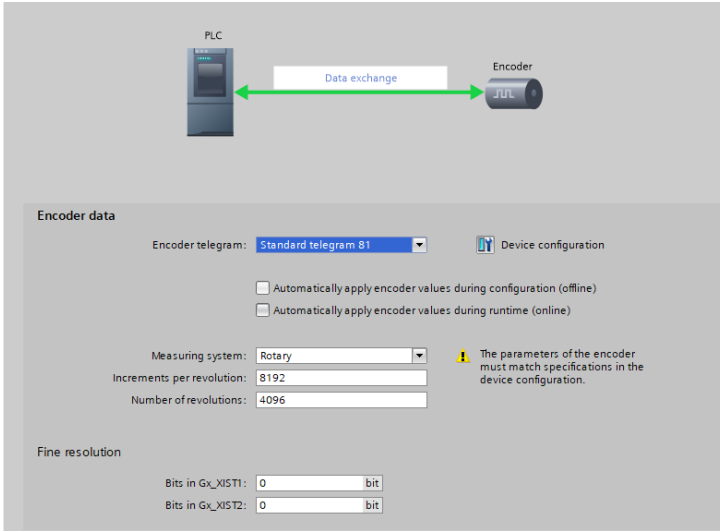 PLC
Encoder
Data exchange
Encoder data
Encoder telegram: Standard telegram 81
Device configuration
Automatically apply encoder values during configuration (offline)
Automatically apply encoder values during runtime (online)
Measuring system: Rotary
The parameters of the encoder
must match specifications in the
device configuration.
Increments per revolution: 8192
Number of revolutions: 4096
Fine resolution
Bits in Gx_XIST1: 0 bit
Bits in Gx_XIST2: 0 bit